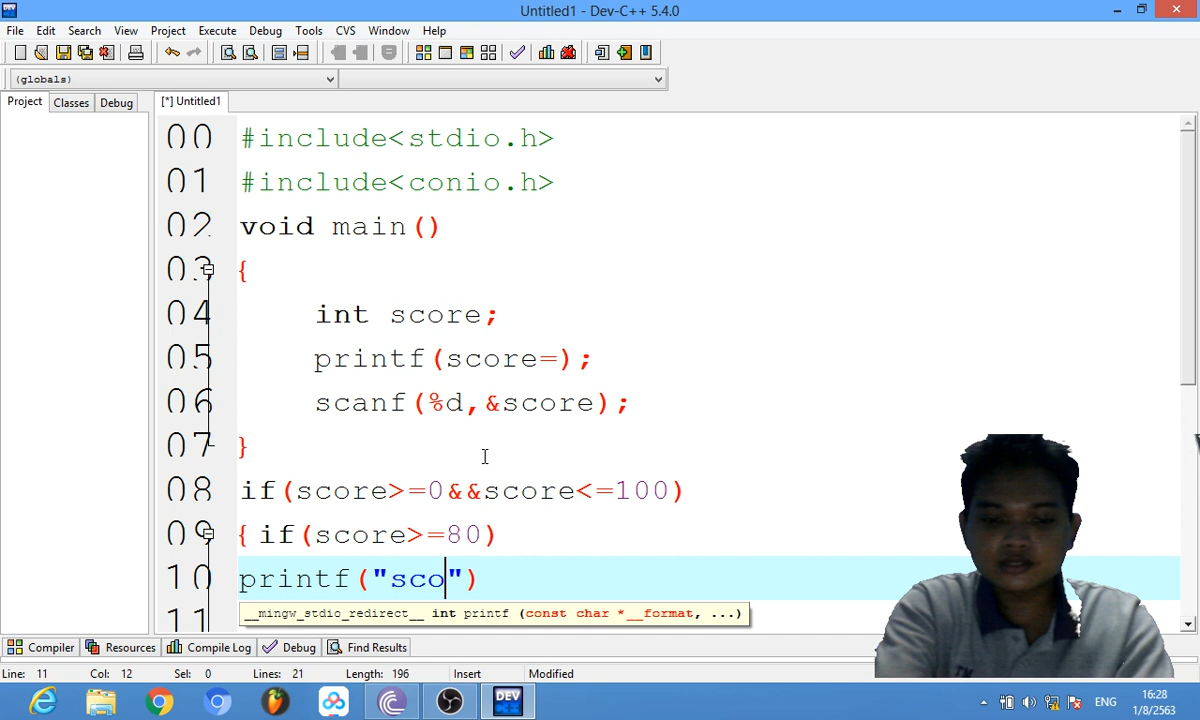 Untitled1 - Dev-C++ 5.4.0
File Edit Search View Project Execute Debug Tools CVS Window Help
(globals)
Project Classes Debug [*] Untitled1
00 #include<stdio.h>
01 #include<conio.h>
02 void main()
03 {
04 int score;
05 printf(score=);
06 scanf(%d,&score);
07 }
08 if(score>=0&&score<=100)
09 { if(score>=80)
10 printf("sco")
11 __mingw_stdio_redirect__ int printf (const char *__format, ...)
Compiler Resources Compile Log Debug Find Results
Line: 11 Col: 12 Sel: 0 Lines: 21 Length: 196 Insert Modified
DEV ENG 16:28
1/8/2563